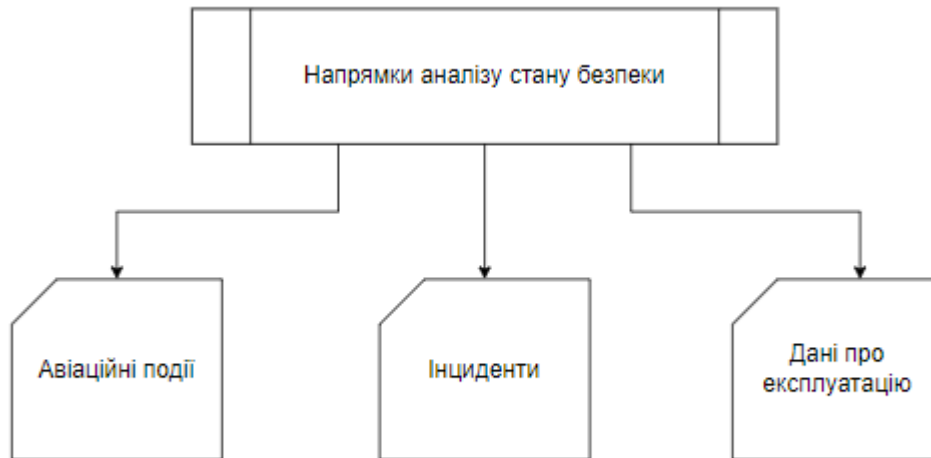 Напрямки аналізу стану безпеки
Авіаційні події
Інциденти
Дані про
експлуатацію